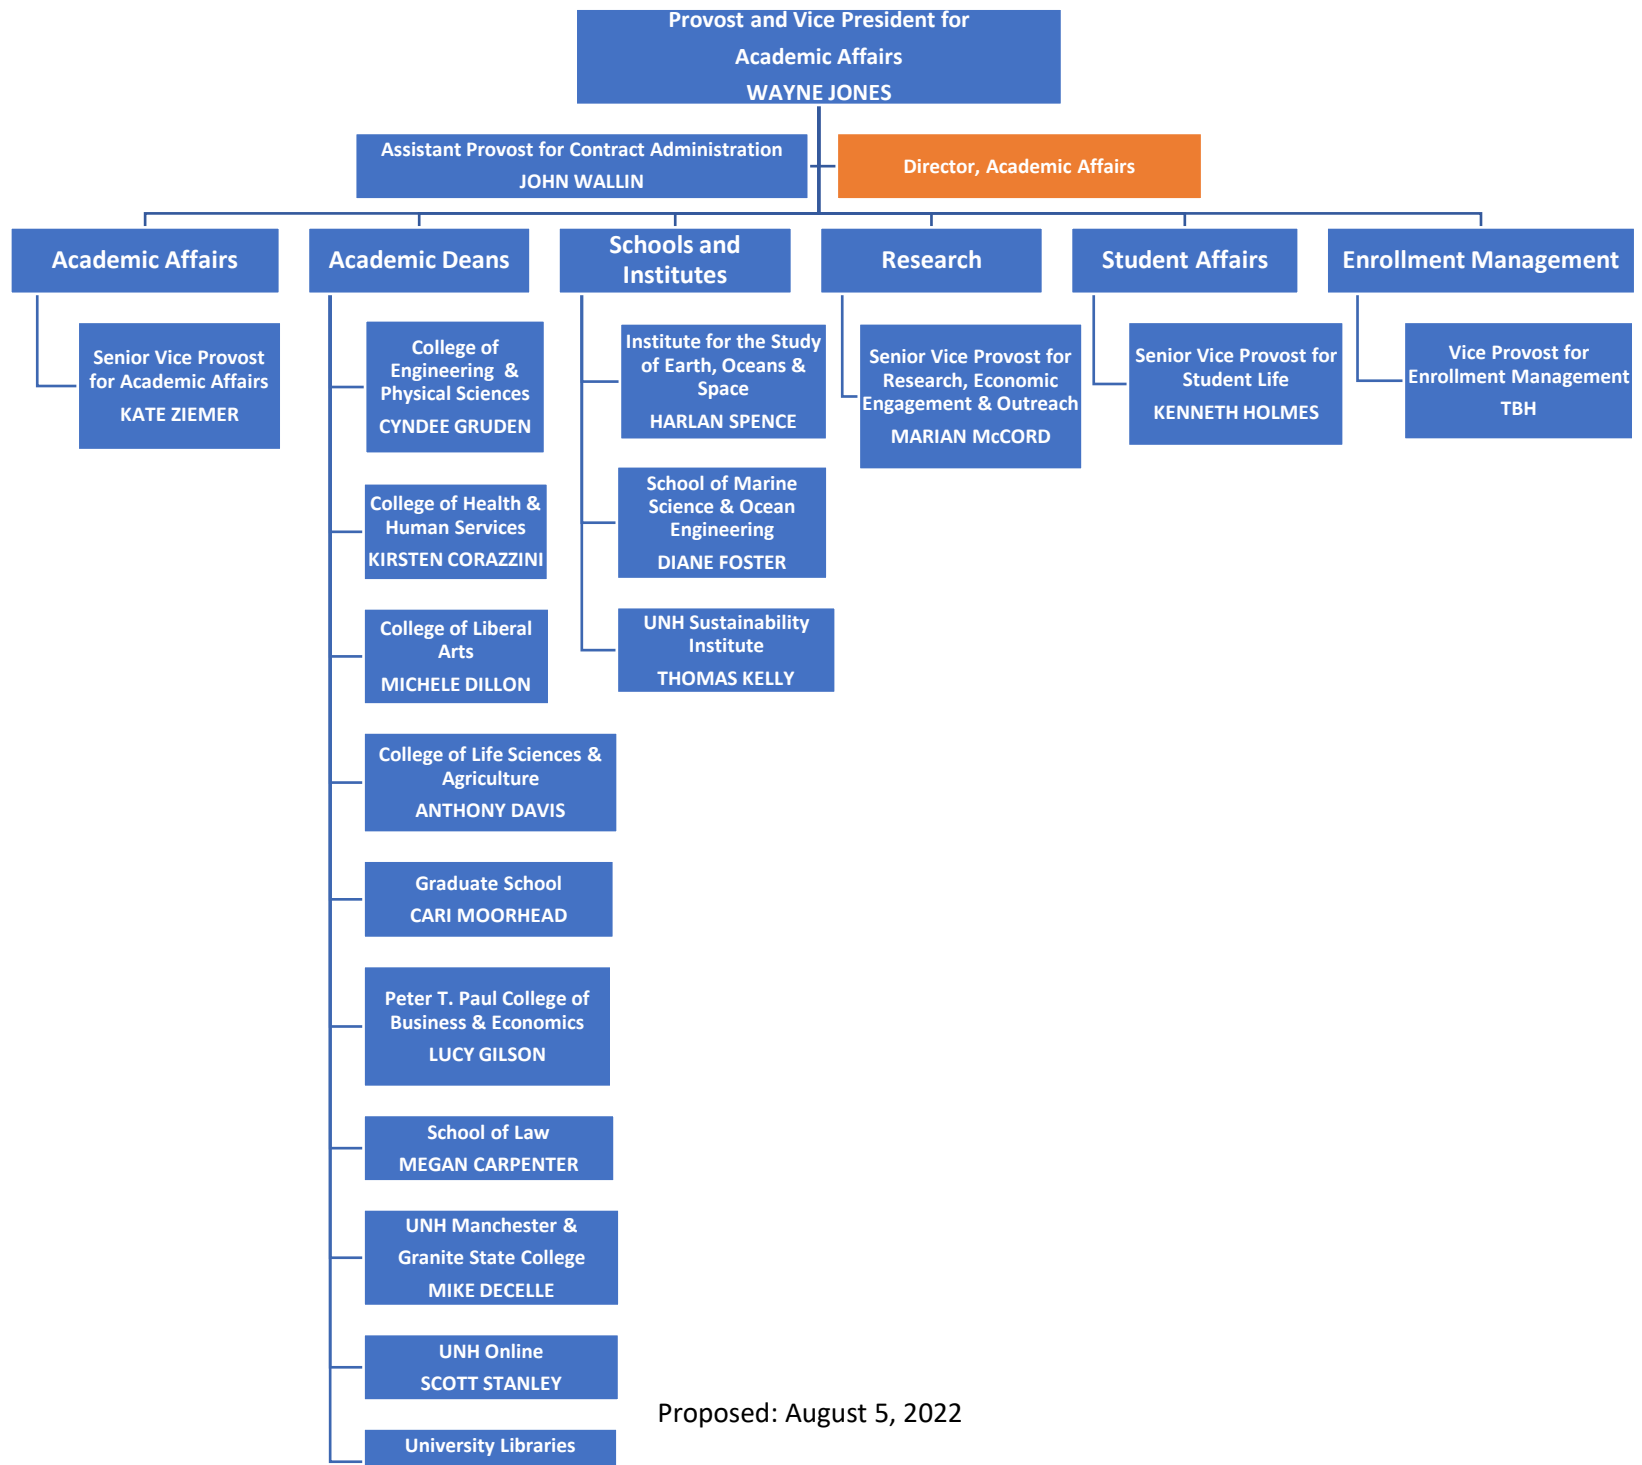 Provost and Vice President for
Academic Affairs
WAYNE JONES
Assistant Provost for Contract Administration
JOHN WALLIN
Director, Academic Affairs
Academic Affairs
Academic Deans
Schools and
Institutes
Research
Student Affairs
Enrollment Management
Senior Vice Provost
for Academic Affairs
KATE ZIEMER
College of
Engineering &
Physical Sciences
CYNDEE GRUDEN
College of Health &
Human Services
KIRSTEN CORAZZINI
College of Liberal
Arts
MICHELE DILLON
College of Life Sciences &
Agriculture
ANTHONY DAVIS
Graduate School
CARI MOORHEAD
Peter T. Paul College of
Business & Economics
LUCY GILSON
School of Law
MEGAN CARPENTER
UNH Manchester &
Granite State College
MIKE DECELLE
UNH Online
SCOTT STANLEY
University Libraries
Institute for the Study
of Earth, Oceans &
Space
HARLAN SPENCE
School of Marine
Science & Ocean
Engineering
DIANE FOSTER
UNH Sustainability
Institute
THOMAS KELLY
Senior Vice Provost for
Research, Economic
Engagement & Outreach
MARIAN McCORD
Senior Vice Provost for
Student Life
KENNETH HOLMES
Vice Provost for
Enrollment Management
TBH
Proposed: August 5, 2022